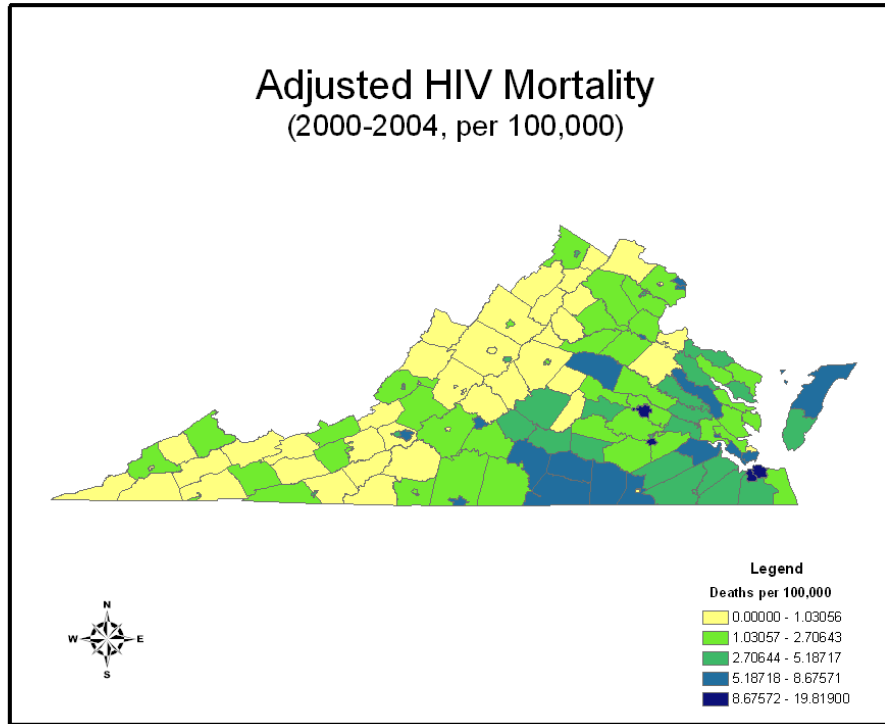 Adjusted HIV Mortality
(2000-2004, per 100,000)
N
W E
S
Legend
Deaths per 100,000
0.00000 - 1.03056
1.03057 - 2.70643
2.70644 - 5.18717
5.18718 - 8.67571
8.67572 - 19.81900